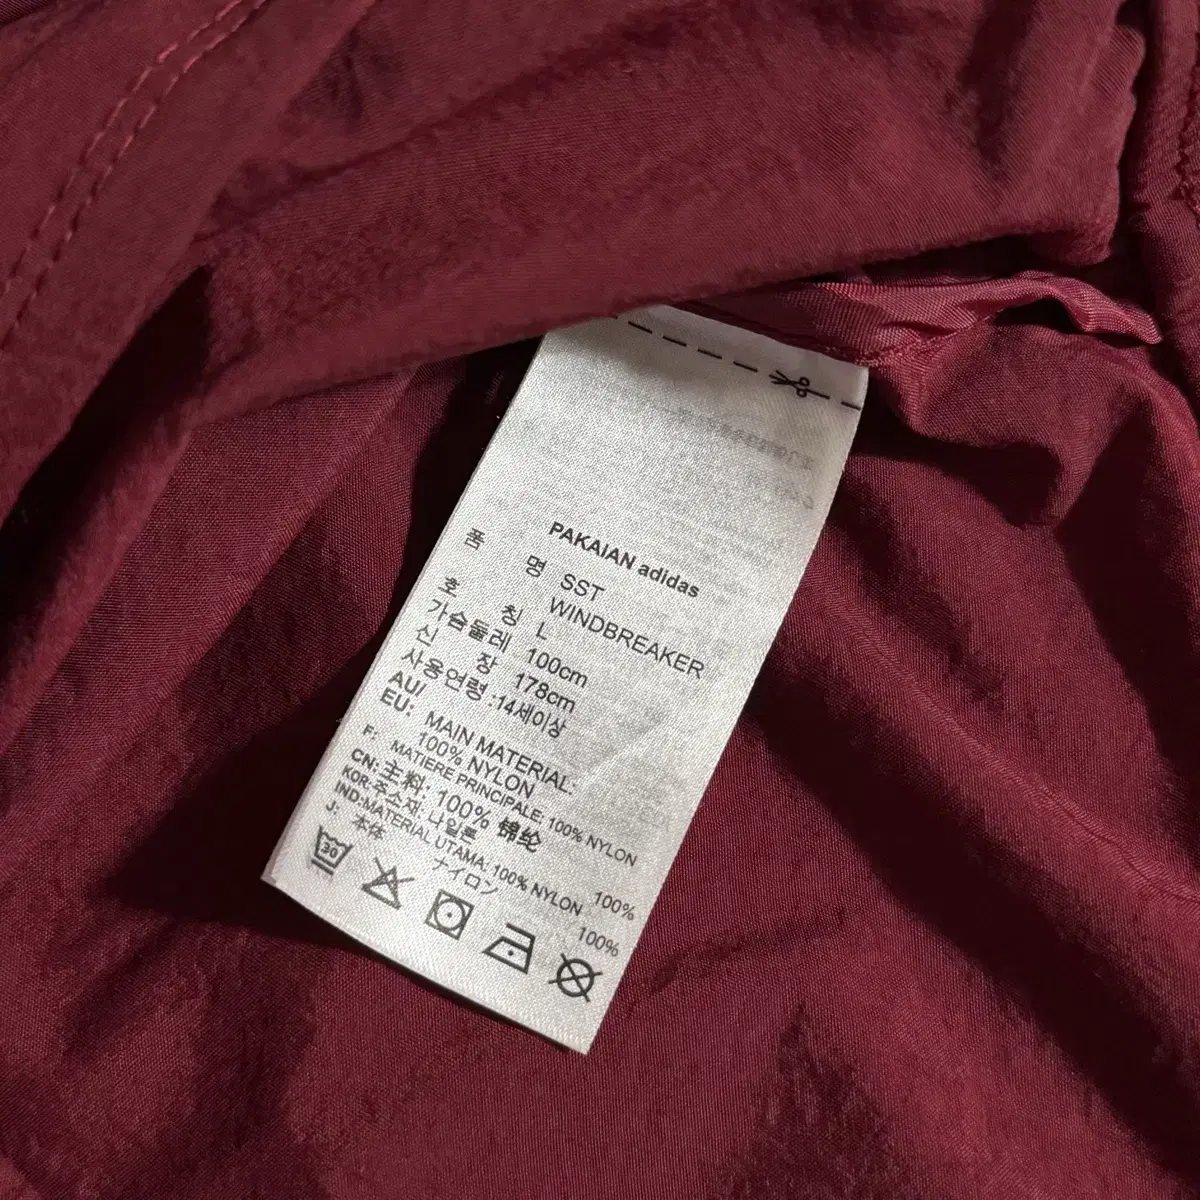 PAKAIAN adidas
품 명 SST
WINDBREAKER
호 칭 L
가슴둘레 100cm
신 장 178cm
사용연령 :14세이상
AU/
EU: MAIN MATERIAL:
100% NYLON
F: MATIERE PRINCIPALE: 100% NYLON
CN: 主料: 100% 锦纶
KOR: 주소재: 나일론 100%
IND:MATERIAL UTAMA: 100% NYLON
J: 本体 ナイロン 100%
30